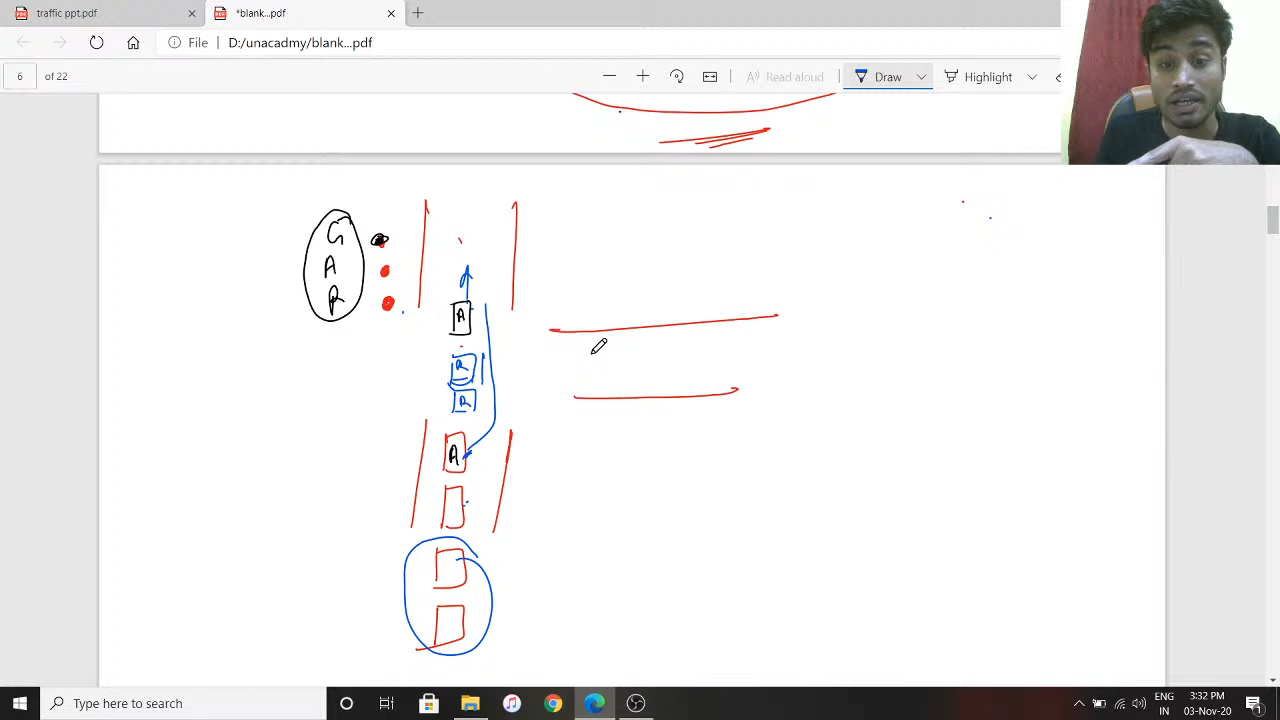 traffic ppt.pdf
*blank...pdf
File
D:/unacadmy/blank...pdf
6
of 22
Read aloud
Draw
Highlight
G
A
R
A
R
R
A
Type here to search
ENG
3:32 PM
IN
03-Nov-20
1